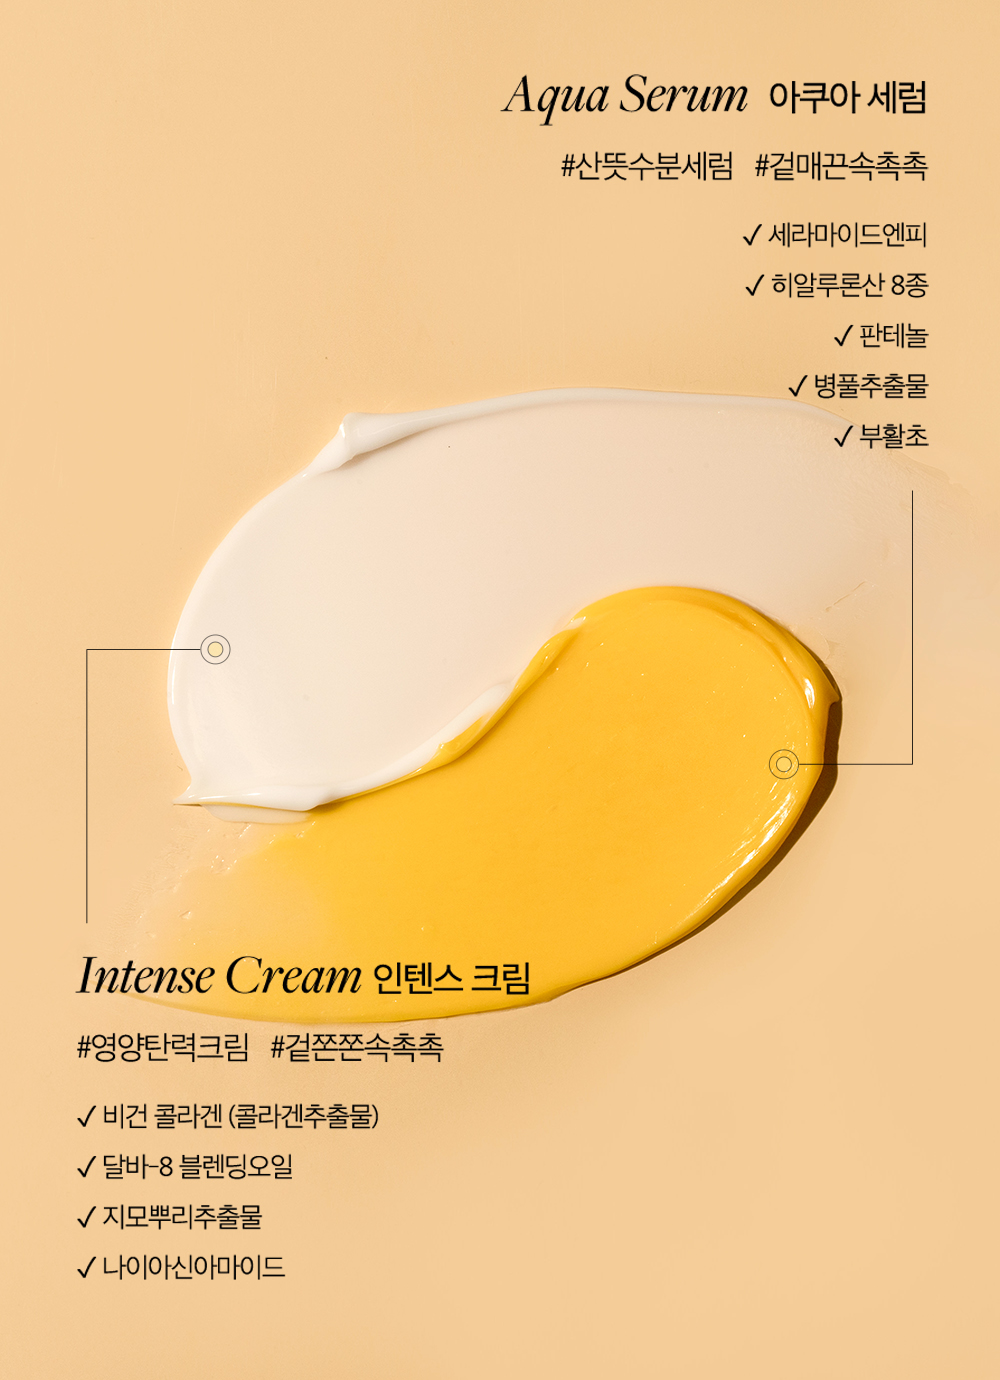 Aqua Serum 아쿠아 세럼
#산뜻수분세럼 #겉매끈속촉촉
✓ 세라마이드엔피
✓ 히알루론산 8종
✓ 판테놀
✓ 병풀추출물
✓ 부활초
Intense Cream 인텐스 크림
#영양탄력크림 #겉쫀쫀속촉촉
✓ 비건 콜라겐 (콜라겐추출물)
✓ 달바-8 블렌딩오일
✓ 지모뿌리추출물
✓ 나이아신아마이드